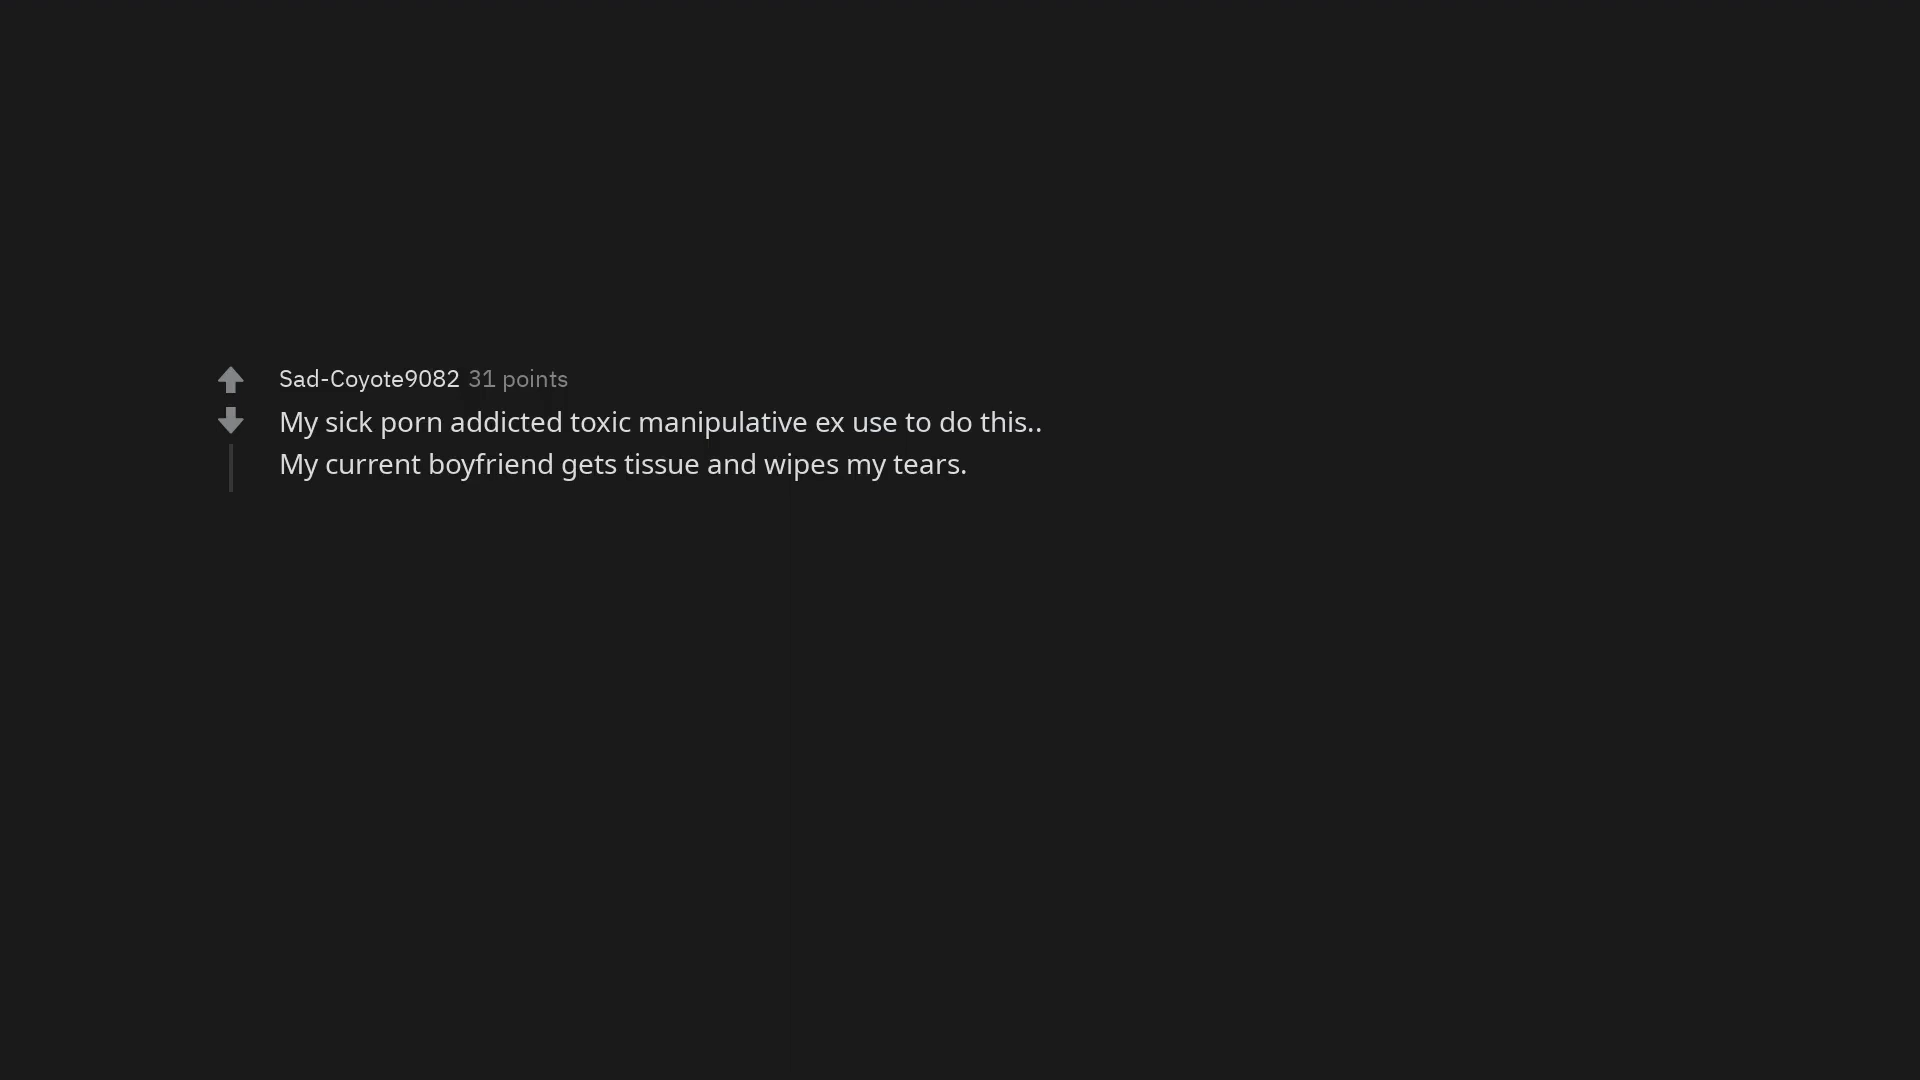 Sad-Coyote9082 31 points
My sick porn addicted toxic manipulative ex use to do this..
My current boyfriend gets tissue and wipes my tears.